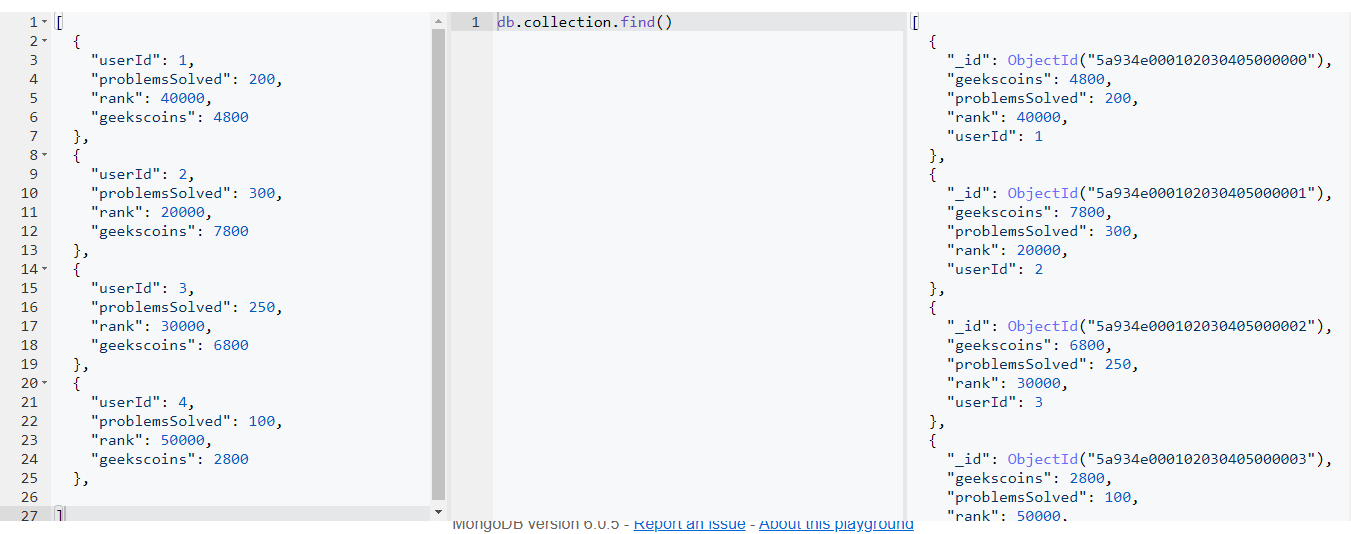 1 [
2 {
3 "userId": 1,
4 "problemsSolved": 200,
5 "rank": 40000,
6 "geekscoins": 4800
7 },
8 {
9 "userId": 2,
10 "problemsSolved": 300,
11 "rank": 20000,
12 "geekscoins": 7800
13 },
14 {
15 "userId": 3,
16 "problemsSolved": 250,
17 "rank": 30000,
18 "geekscoins": 6800
19 },
20 {
21 "userId": 4,
22 "problemsSolved": 100,
23 "rank": 50000,
24 "geekscoins": 2800
25 },
26
27 ]
1 db.collection.find()
[
{
"_id": ObjectId("5a934e000102030405000000"),
"geekscoins": 4800,
"problemsSolved": 200,
"rank": 40000,
"userId": 1
},
{
"_id": ObjectId("5a934e000102030405000001"),
"geekscoins": 7800,
"problemsSolved": 300,
"rank": 20000,
"userId": 2
},
{
"_id": ObjectId("5a934e000102030405000002"),
"geekscoins": 6800,
"problemsSolved": 250,
"rank": 30000,
"userId": 3
},
{
"_id": ObjectId("5a934e000102030405000003"),
"geekscoins": 2800,
"problemsSolved": 100,
"rank": 50000,
MongoDB version 6.0.5 - Report an issue - About this playground